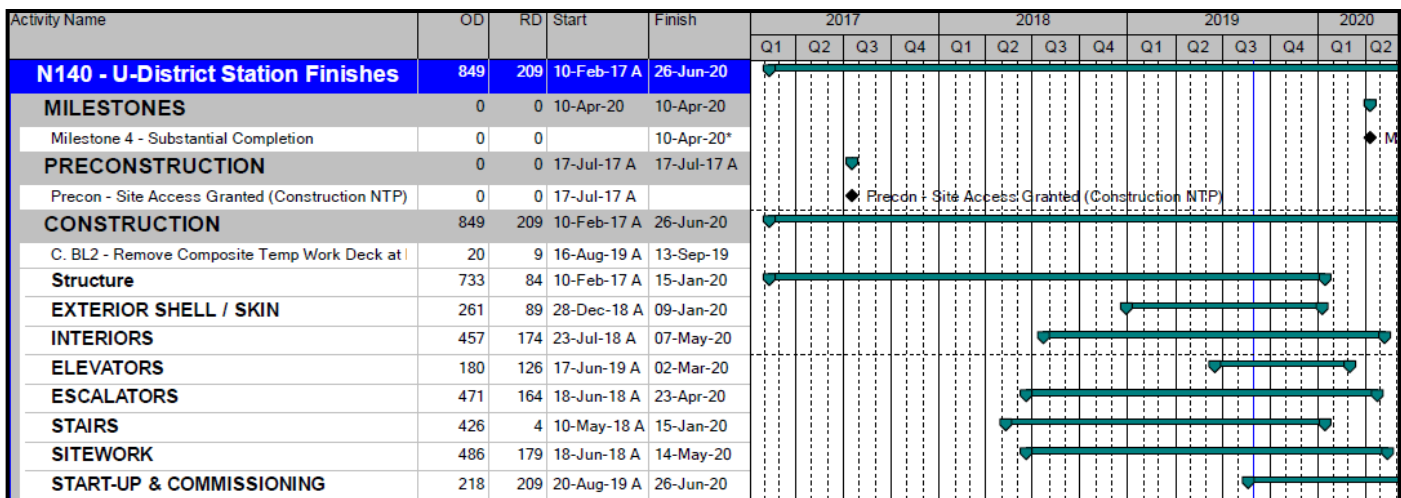 Activity Name OD RD Start Finish 2017 2018 2019 2020
Q1 Q2 Q3 Q4 Q1 Q2 Q3 Q4 Q1 Q2 Q3 Q4 Q1 Q2
N140 - U-District Station Finishes 849 209 10-Feb-17 A 26-Jun-20
MILESTONES 0 0 10-Apr-20 10-Apr-20
Milestone 4 - Substantial Completion 0 0 10-Apr-20* M
PRECONSTRUCTION 0 0 17-Jul-17 A 17-Jul-17 A
Precon - Site Access Granted (Construction NTP) 0 0 17-Jul-17 A Precon - Site Access Granted (Construction NTP)
CONSTRUCTION 849 209 10-Feb-17 A 26-Jun-20
C. BL2 - Remove Composite Temp Work Deck at 20 9 16-Aug-19 A 13-Sep-19
Structure 733 84 10-Feb-17 A 15-Jan-20
EXTERIOR SHELL / SKIN 261 89 28-Dec-18 A 09-Jan-20
INTERIORS 457 174 23-Jul-18 A 07-May-20
ELEVATORS 180 126 17-Jun-19 A 02-Mar-20
ESCALATORS 471 164 18-Jun-18 A 23-Apr-20
STAIRS 426 4 10-May-18 A 15-Jan-20
SITEWORK 486 179 18-Jun-18 A 14-May-20
START-UP & COMMISSIONING 218 209 20-Aug-19 A 26-Jun-20